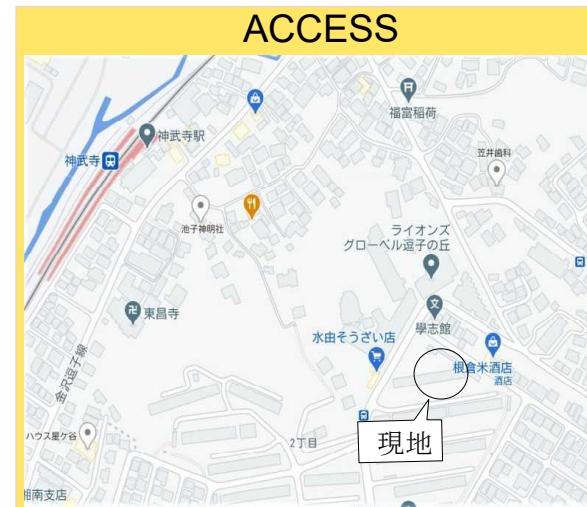 ACCESS
福富稲荷
神武寺駅
神武寺
笠井歯科
池子神明社
ライオンズ
グローベル逗子の丘
東昌寺
學志館
水由そうざい店
根倉米酒店
酒店
金沢逗子線
ハウス星ケ谷
2丁目
現地
湘南支店